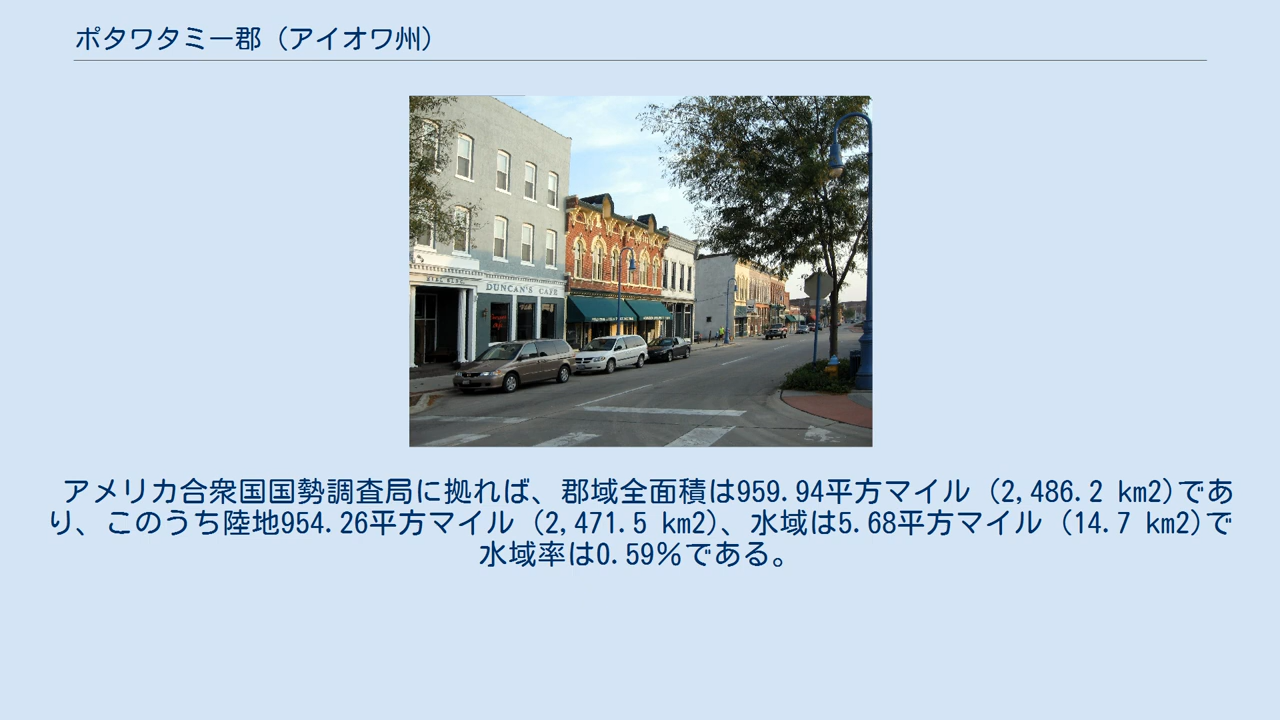 ポタワタミー郡（アイオワ州）
DUNCAN'S CAFE
アメリカ合衆国国勢調査局に拠れば、郡域全面積は959.94平方マイル（2,486.2 km2)であ
り、このうち陸地954.26平方マイル（2,471.5 km2)、水域は5.68平方マイル（14.7 km2)で
水域率は0.59%である。